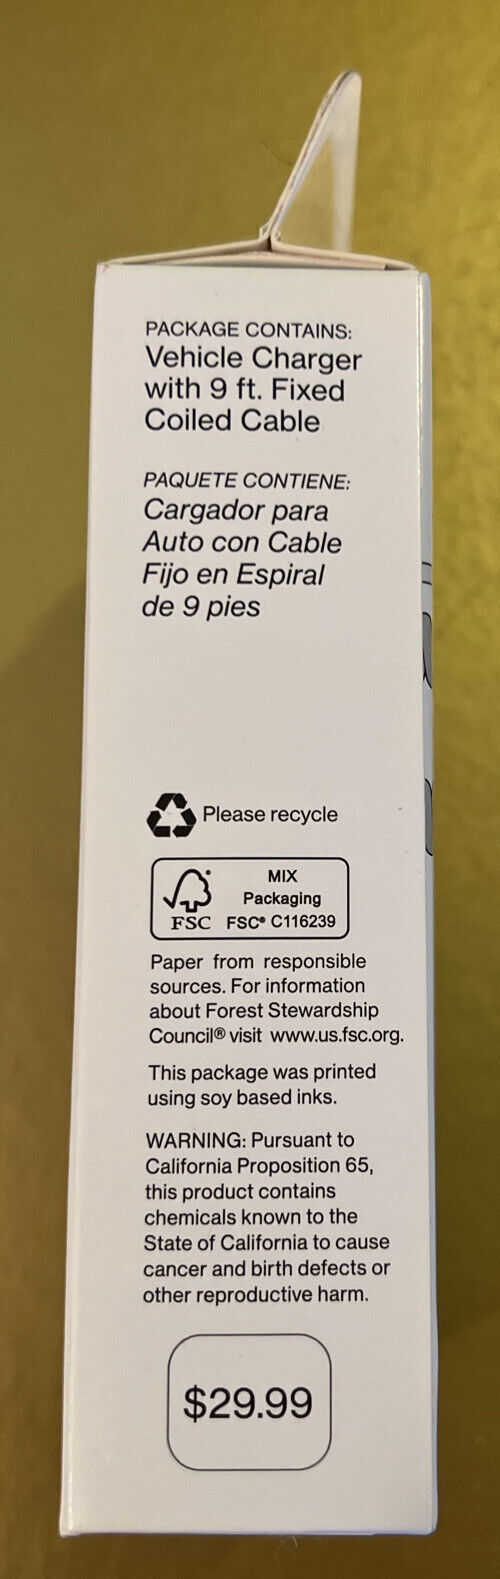 PACKAGE CONTAINS:
Vehicle Charger
with 9 ft. Fixed
Coiled Cable
PAQUETE CONTIENE:
Cargador para
Auto con Cable
Fijo en Espiral
de 9 pies
Please recycle
MIX
Packaging
FSC FSC® C116239
Paper from responsible
sources. For information
about Forest Stewardship
Council® visit www.us.fsc.org.
This package was printed
using soy based inks.
WARNING: Pursuant to
California Proposition 65,
this product contains
chemicals known to the
State of California to cause
cancer and birth defects or
other reproductive harm.
$29.99